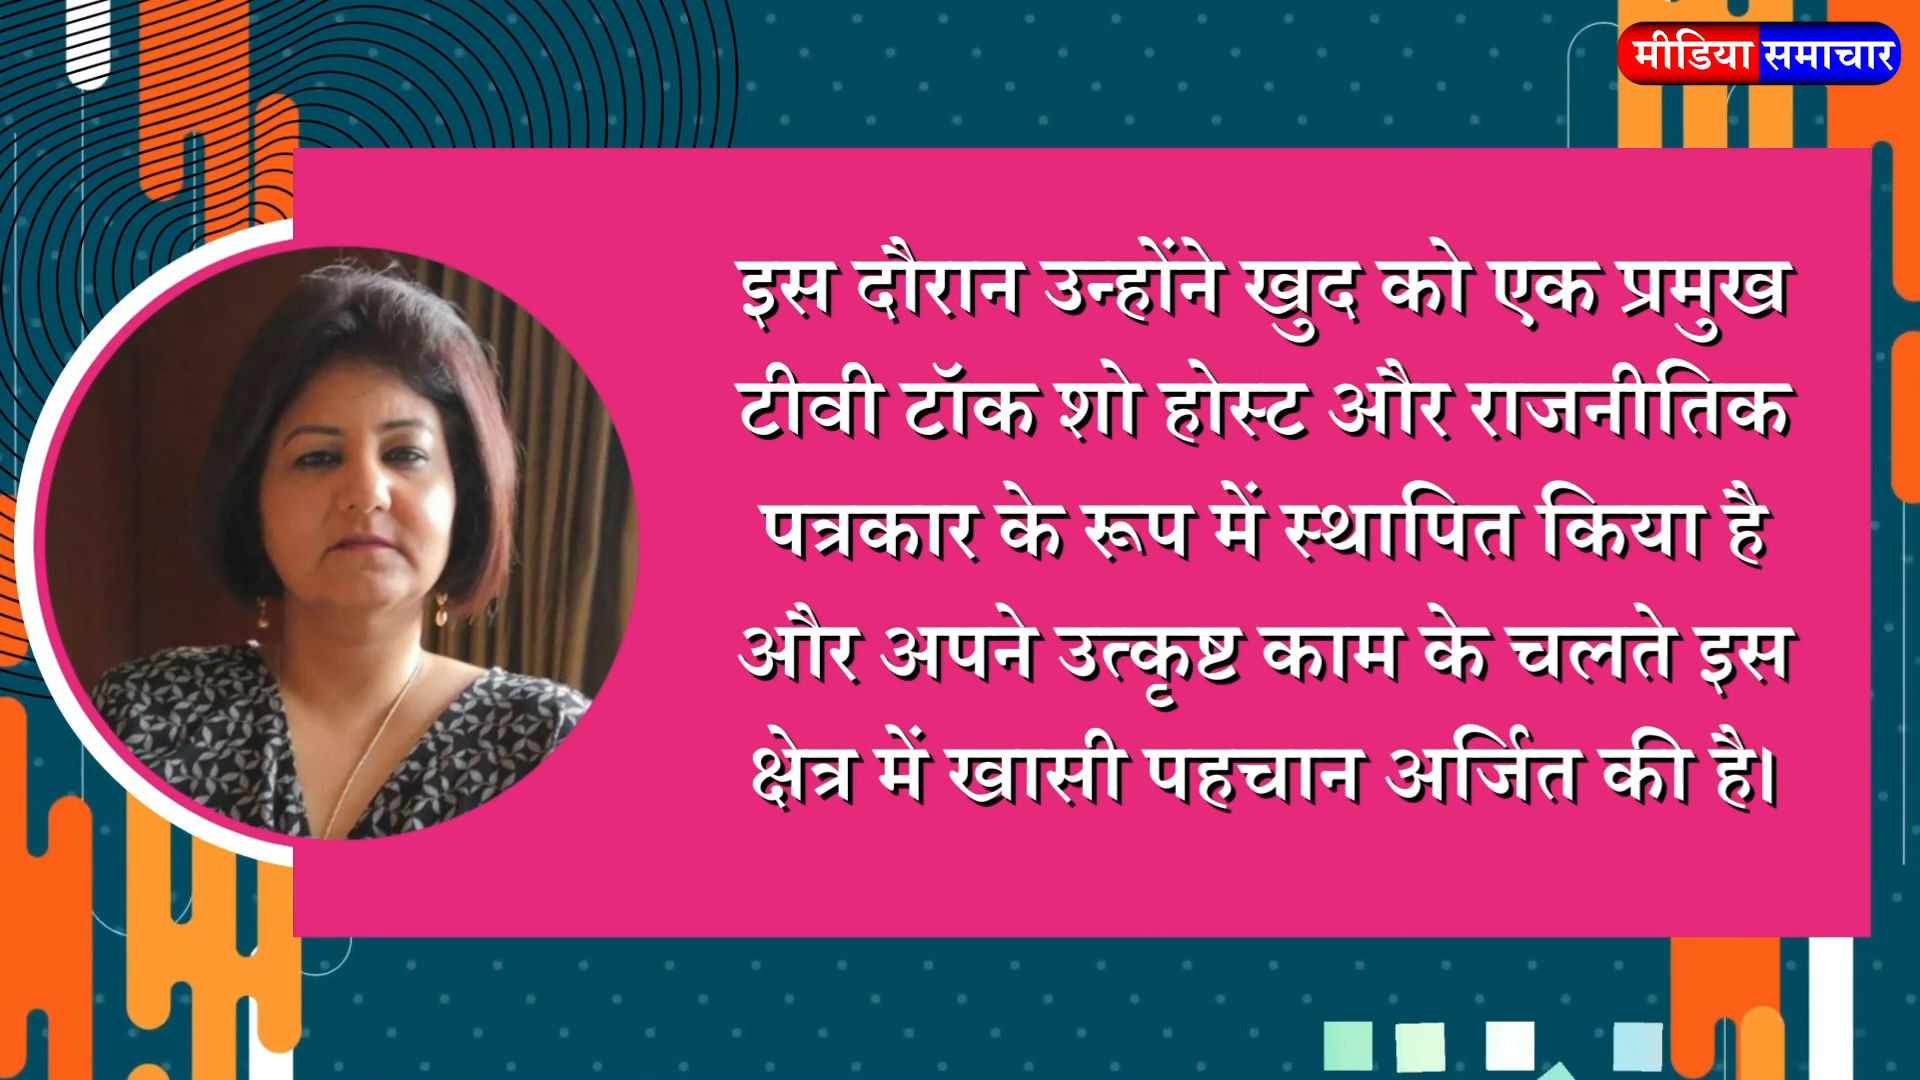 मीडिया समाचार
इस दौरान उन्होंने खुद को एक प्रमुख
टीवी टॉक शो होस्ट और राजनीतिक
पत्रकार के रूप में स्थापित किया है
और अपने उत्कृष्ट काम के चलते इस
क्षेत्र में खासी पहचान अर्जित की है।